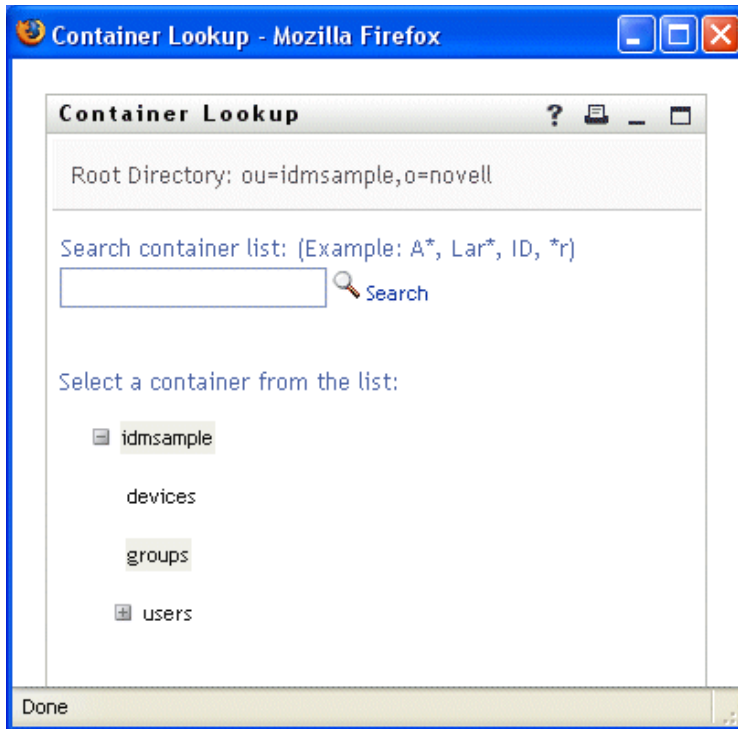 Container Lookup - Mozilla Firefox
Container Lookup
Root Directory: ou=idmsample,o=novell
Search container list: (Example: A*, Lar*, ID, *r)
Search
Select a container from the list:
idmsample
devices
groups
users
Done